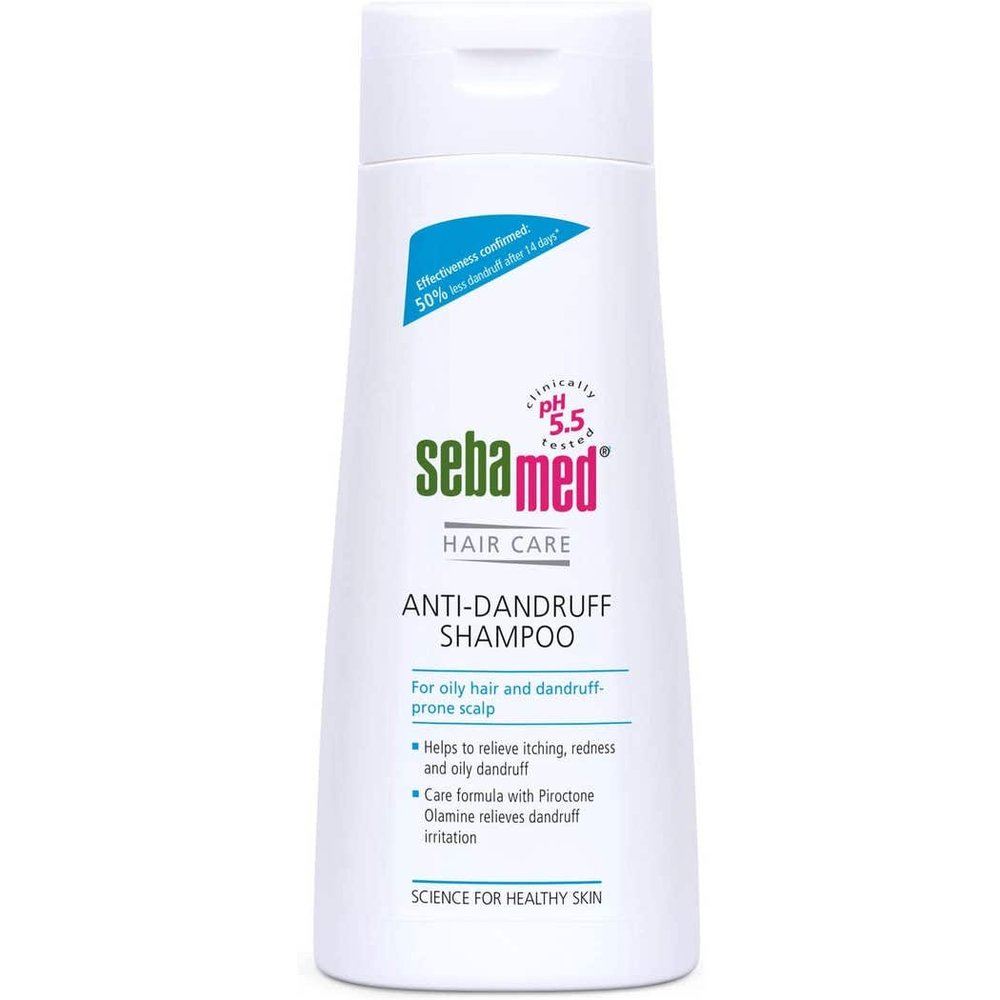 Effectiveness confirmed:
50% less dandruff after 14 days*
clinically
pH
5.5
tested
sebamed®
HAIR CARE
ANTI-DANDRUFF
SHAMPOO
For oily hair and dandruff-
prone scalp
▪ Helps to relieve itching, redness
and oily dandruff
▪ Care formula with Piroctone
Olamine relieves dandruff
irritation
SCIENCE FOR HEALTHY SKIN